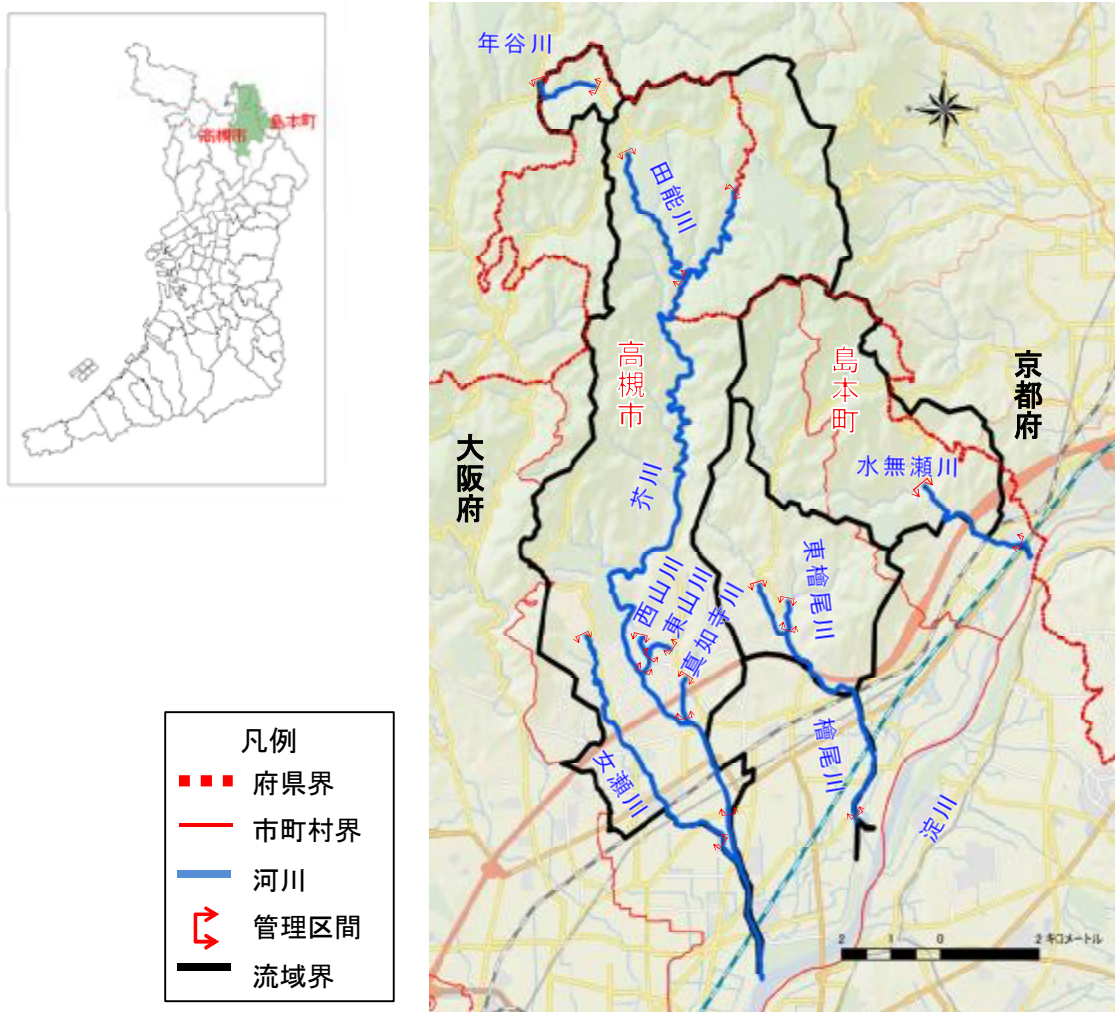 高槻市
島本町
年谷川
田能川
高槻市
島本町
京都府
大阪府
水無瀬川
芥川
西山川
東山川
真如寺川
東檜尾川
女瀬川
檜尾川
淀川
2 1 0 2 キロメートル
凡例
府県界
市町村界
河川
管理区間
流域界